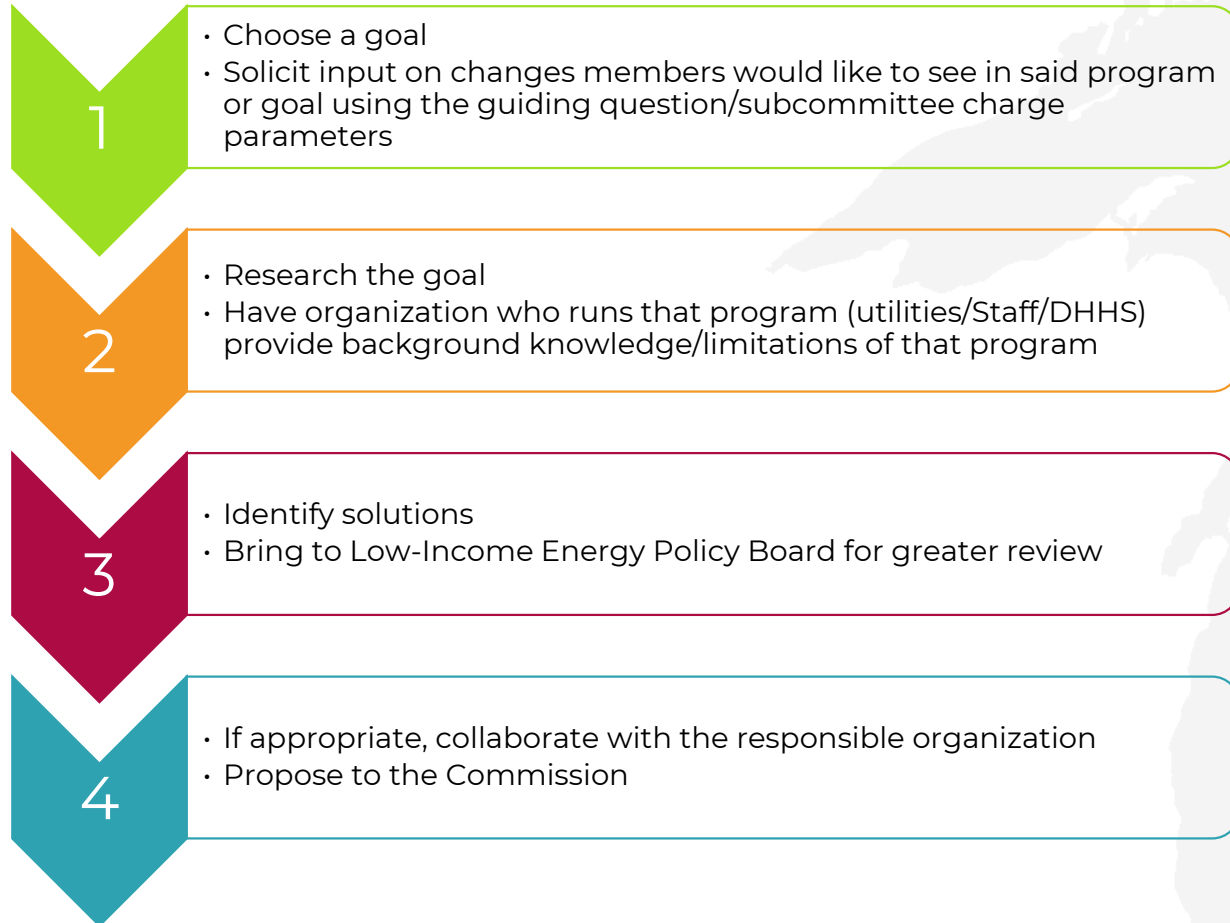 1
• Choose a goal
• Solicit input on changes members would like to see in said program
or goal using the guiding question/subcommittee charge
parameters
2
• Research the goal
• Have organization who runs that program (utilities/Staff/DHHS)
provide background knowledge/limitations of that program
3
• Identify solutions
• Bring to Low-Income Energy Policy Board for greater review
4
• If appropriate, collaborate with the responsible organization
• Propose to the Commission